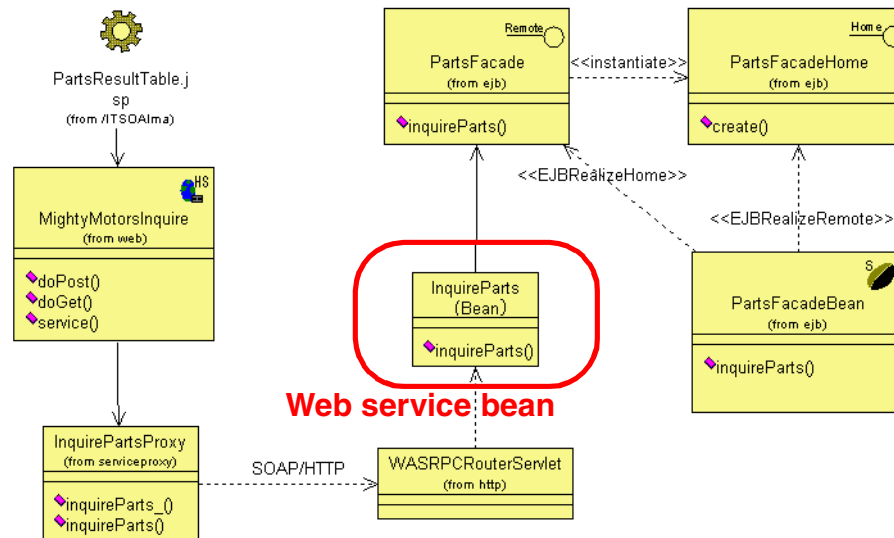 PartsResultTable.j
sp
(from /ITSOAlma)
HS
MightyMotorsInquire
(from web)
doPost()
doGet()
service()
InquirePartsProxy
(from serviceproxy)
inquireParts_()
inquireParts()
SOAP/HTTP
WASRPCRouterServlet
(from http)
InquireParts
(Bean)
inquireParts()
Web service bean
Remote
PartsFacade
(from ejb)
inquireParts()
<<instantiate>>
Home
PartsFacadeHome
(from ejb)
create()
<<EJBRealizeHome>>
<<EJBRealizeRemote>>
S
PartsFacadeBean
(from ejb)
inquireParts()